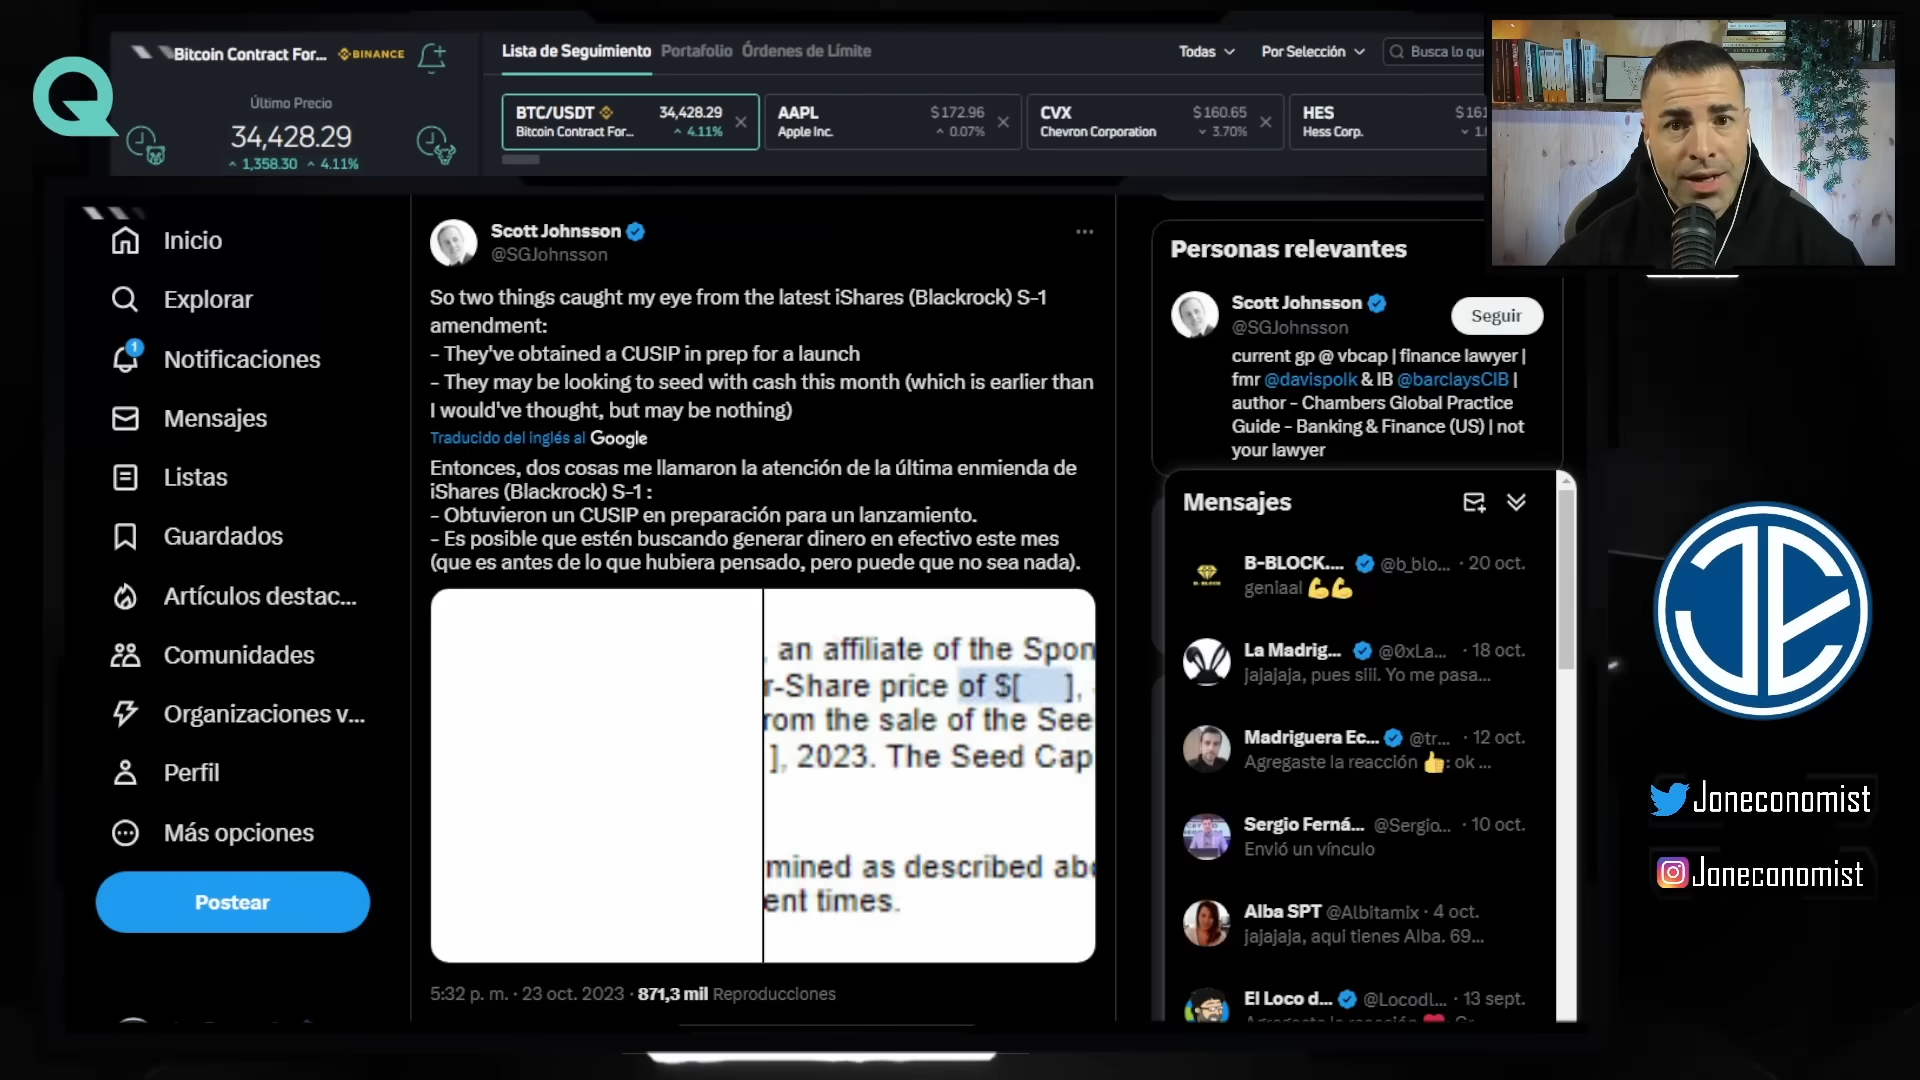 Bitcoin Contract For...
BINANCE
Último Precio
34,428.29
1,358.30
4.11%
Lista de Seguimiento
Portafolio
Órdenes de Límite
Todas
Por Selección
Busca lo que
BTC/USDT
34,428.29
Bitcoin Contract For...
4.11%
AAPL
$172.96
Apple Inc.
0.07%
CVX
$160.65
Chevron Corporation
3.70%
HES
$161
Hess Corp.
1.
Inicio
Explorar
1
Notificaciones
Mensajes
Listas
Guardados
Artículos destac...
Comunidades
Organizaciones v...
Perfil
Más opciones
Postear
Scott Johnsson
@SGJohnsson
So two things caught my eye from the latest iShares (Blackrock) S-1
amendment:
- They've obtained a CUSIP in prep for a launch
- They may be looking to seed with cash this month (which is earlier than
I would've thought, but may be nothing)
Traducido del inglés al Google
Entonces, dos cosas me llamaron la atención de la última enmienda de
iShares (Blackrock) S-1 :
- Obtuvieron un CUSIP en preparación para un lanzamiento.
- Es posible que estén buscando generar dinero en efectivo este mes
(que es antes de lo que hubiera pensado, pero puede que no sea nada).
, an affiliate of the Spon
r-Share price of $[ ],
rom the sale of the See
], 2023. The Seed Cap
mined as described abo
ent times.
5:32 p. m. · 23 oct. 2023 · 871,3 mil Reproducciones
Personas relevantes
Scott Johnsson
@SGJohnsson
Seguir
current gp @ vbcap | finance lawyer |
fmr @davispolk & IB @barclaysCIB |
author - Chambers Global Practice
Guide - Banking & Finance (US) | not
your lawyer
Mensajes
B-BLOCK.... @b_blo... · 20 oct.
geniaal 💪💪
La Madrig... @0xLa... · 18 oct.
jajajaja, pues siii. Yo me pasa...
Madriguera Ec... @tr... · 12 oct.
Agregaste la reacción 👍: ok ...
Sergio Ferná... @Sergio... · 10 oct.
Envió un vínculo
Alba SPT @Albitamix · 4 oct.
jajajaja, aqui tienes Alba. 69...
El Loco d... @Locodl... · 13 sept.
Agregaste la reacción ❤️: Gr...
JE
Joneconomist
Joneconomist